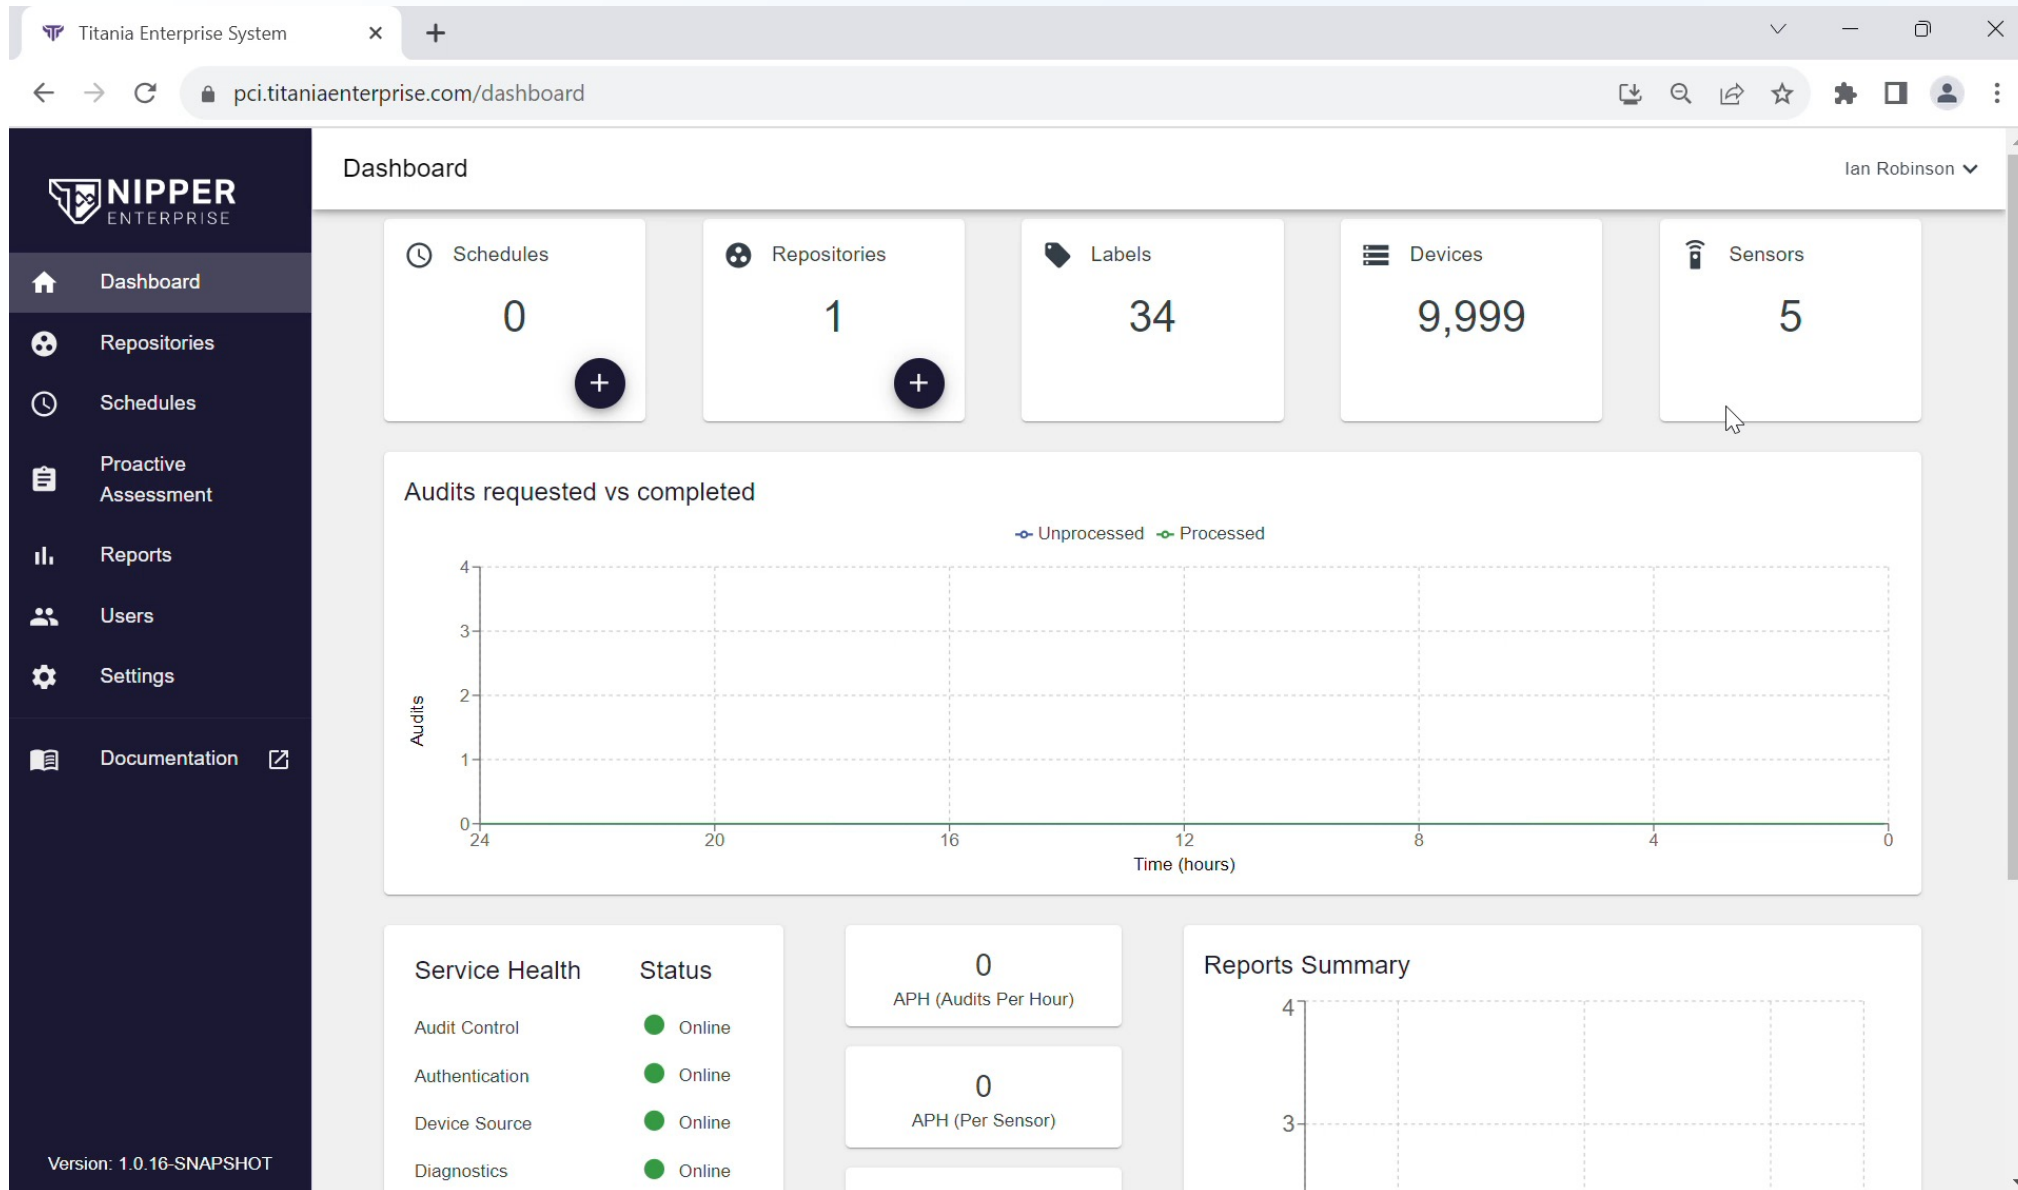 Titania Enterprise System
pci.titaniaenterprise.com/dashboard
NIPPER
ENTERPRISE
Dashboard
Repositories
Schedules
Proactive
Assessment
Reports
Users
Settings
Documentation
Version: 1.0.16-SNAPSHOT
Dashboard
Ian Robinson
Schedules
0
+
Repositories
1
+
Labels
34
Devices
9,999
Sensors
5
Audits requested vs completed
Unprocessed Processed
4
3
2
1
0
Audits
24 20 16 12 8 4 0
Time (hours)
Service Health Status
Audit Control Online
Authentication Online
Device Source Online
Diagnostics Online
0
APH (Audits Per Hour)
0
APH (Per Sensor)
Reports Summary
4
3